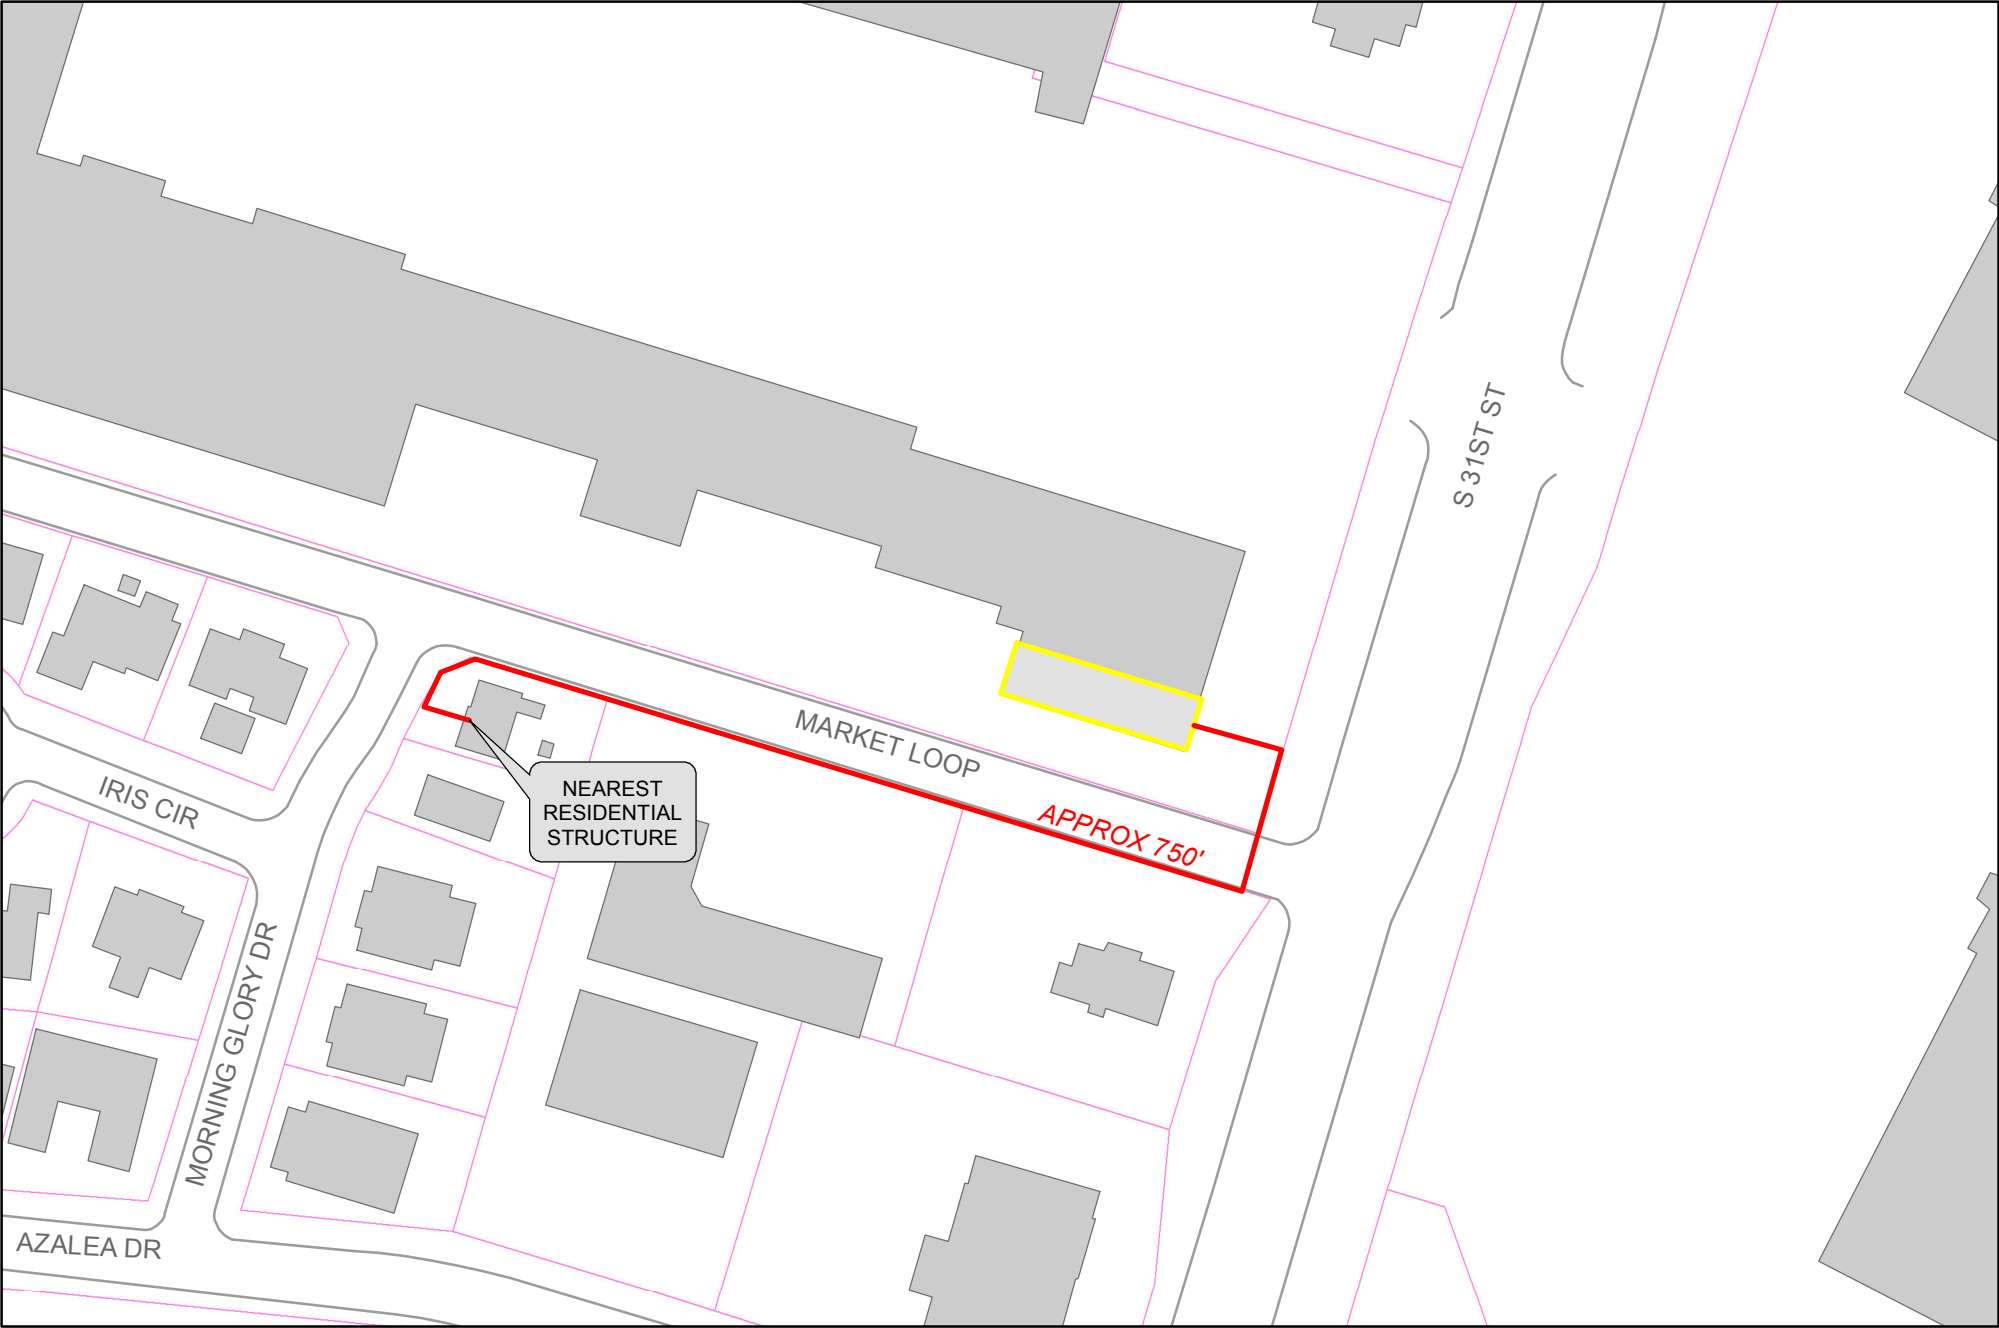 S 31ST ST
MARKET LOOP
NEAREST
RESIDENTIAL
STRUCTURE
IRIS CIR
APPROX 750'
MORNING GLORY DR
AZALEA DR